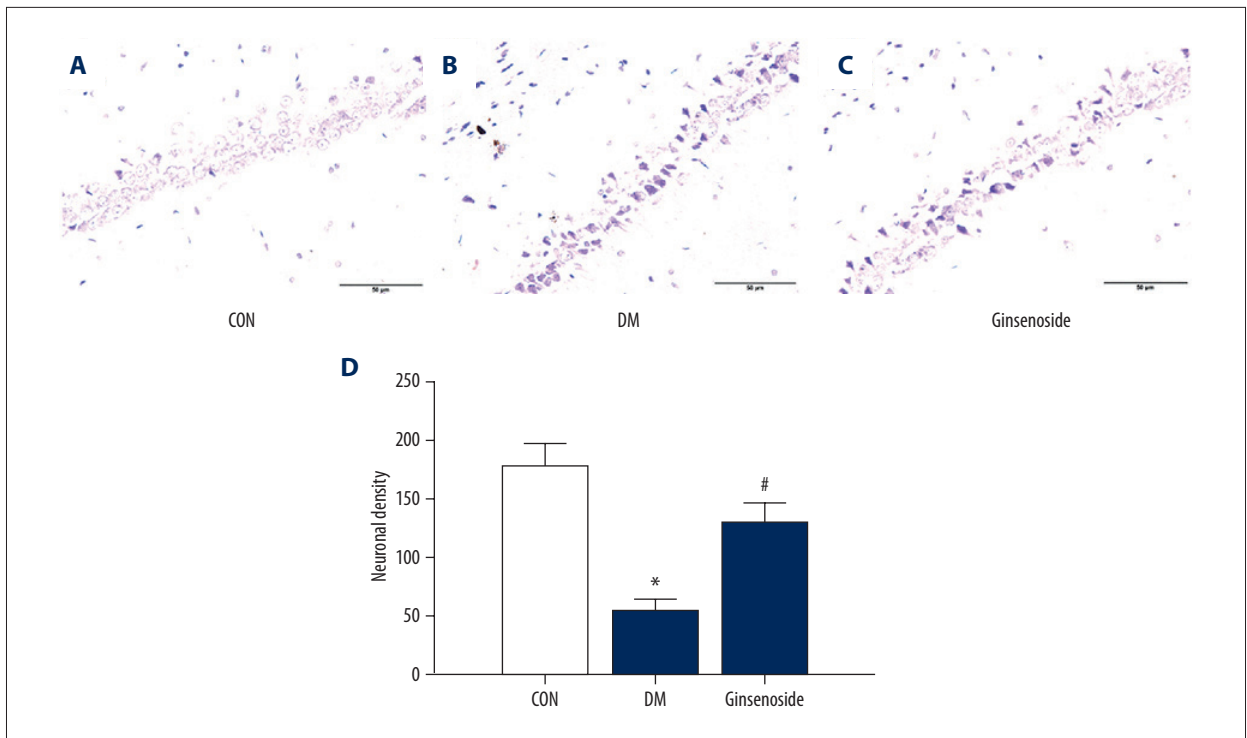 A
B
C
50 μm
50 μm
50 μm
CON
DM
Ginsenoside
D
250
200
150
100
50
0
Neuronal density
*
#
CON
DM
Ginsenoside